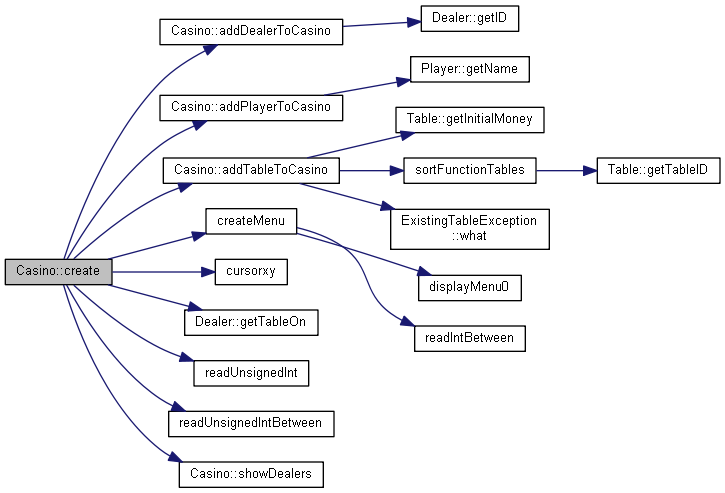 Casino::create
Casino::addDealerToCasino
Dealer::getID
Casino::addPlayerToCasino
Player::getName
Casino::addTableToCasino
Table::getInitialMoney
sortFunctionTables
Table::getTableID
ExistingTableException
::what
createMenu
displayMenu0
readIntBetween
cursorxy
Dealer::getTableOn
readUnsignedInt
readUnsignedIntBetween
Casino::showDealers